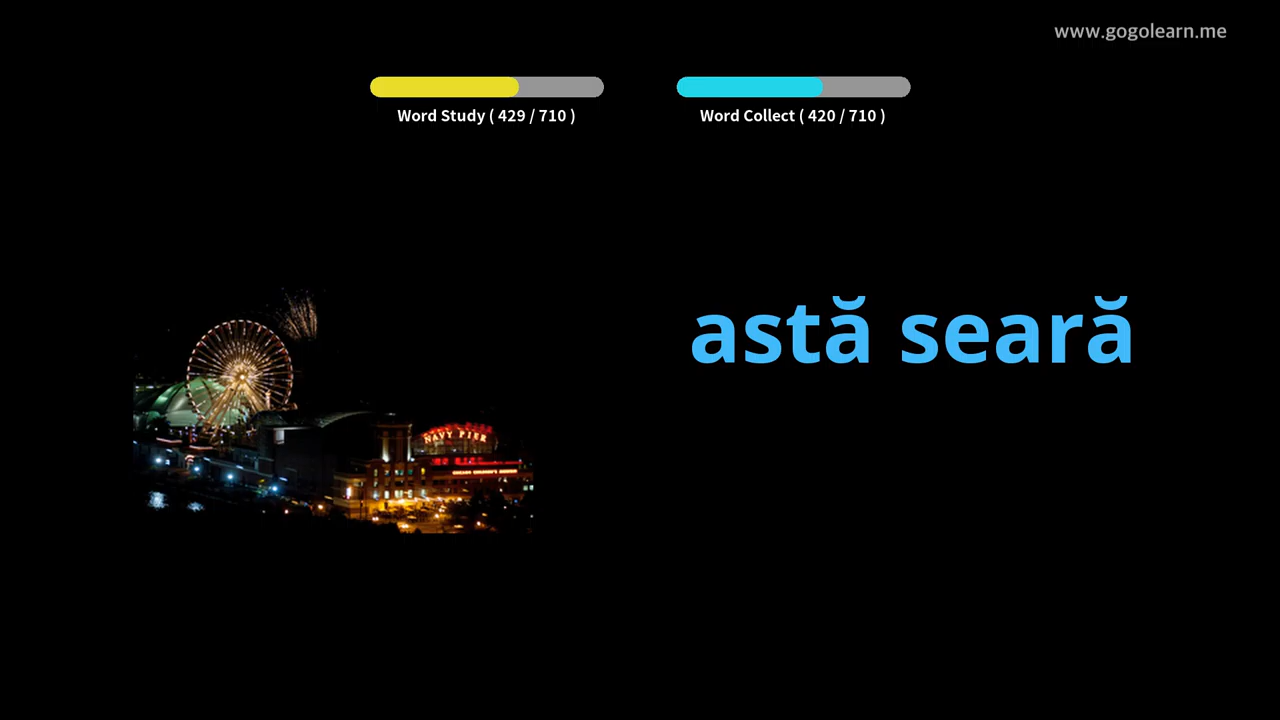 www.gogolearn.me
Word Study ( 429 / 710 )
Word Collect ( 420 / 710 )
astă seară
NAVY PIER